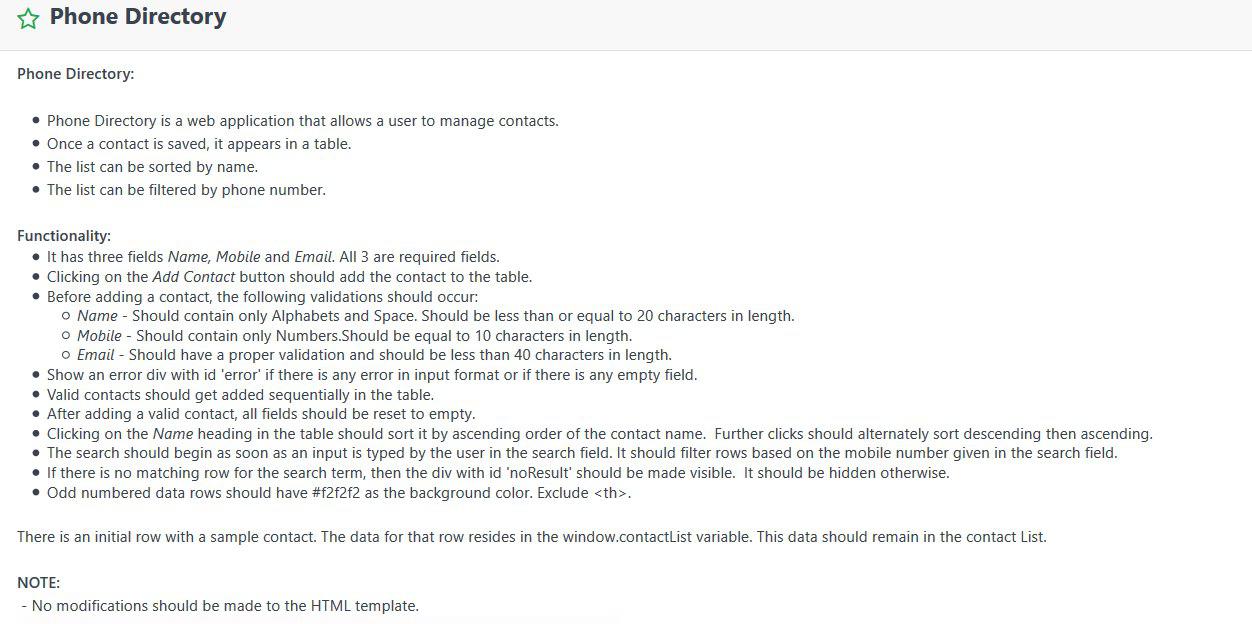 Phone Directory
Phone Directory:
• Phone Directory is a web application that allows a user to manage contacts.
• Once a contact is saved, it appears in a table.
• The list can be sorted by name.
• The list can be filtered by phone number.
Functionality:
• It has three fields Name, Mobile and Email. All 3 are required fields.
• Clicking on the Add Contact button should add the contact to the table.
• Before adding a contact, the following validations should occur:
○ Name - Should contain only Alphabets and Space. Should be less than or equal to 20 characters in length.
○ Mobile - Should contain only Numbers.Should be equal to 10 characters in length.
○ Email - Should have a proper validation and should be less than 40 characters in length.
• Show an error div with id 'error' if there is any error in input format or if there is any empty field.
• Valid contacts should get added sequentially in the table.
• After adding a valid contact, all fields should be reset to empty.
• Clicking on the Name heading in the table should sort it by ascending order of the contact name.  Further clicks should alternately sort descending then ascending.
• The search should begin as soon as an input is typed by the user in the search field. It should filter rows based on the mobile number given in the search field.
• If there is no matching row for the search term, then the div with id 'noResult' should be made visible.  It should be hidden otherwise.
• Odd numbered data rows should have #f2f2f2 as the background color. Exclude <th>.
There is an initial row with a sample contact. The data for that row resides in the window.contactList variable. This data should remain in the contact List.
NOTE:
- No modifications should be made to the HTML template.